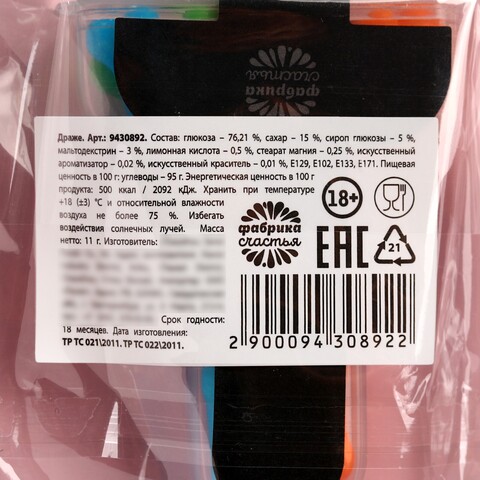 фабрика
счастья
Драже. Арт.: 9430892. Состав: глюкоза – 76,21 %, сахар – 15 %, сироп глюкозы – 5 %,
мальтодекстрин – 3 %, лимонная кислота – 0,5 %, стеарат магния – 0,25 %, искусственный
ароматизатор – 0,02 %, искусственный краситель – 0,01 %, Е129, Е102, Е133, Е171. Пищевая
ценность в 100 г: углеводы – 95 г. Энергетическая ценность в 100 г
продукта: 500 ккал / 2092 кДж. Хранить при температуре
+18 (±3) °С и относительной влажности
воздуха не более 75 %. Избегать
воздействия солнечных лучей. Масса
нетто: 11 г. Изготовитель:
Срок годности:
18 месяцев. Дата изготовления:
ТР ТС 021\2011. ТР ТС 022\2011.
18+
фабрика
счастья
EAC
21
2 900094 308922